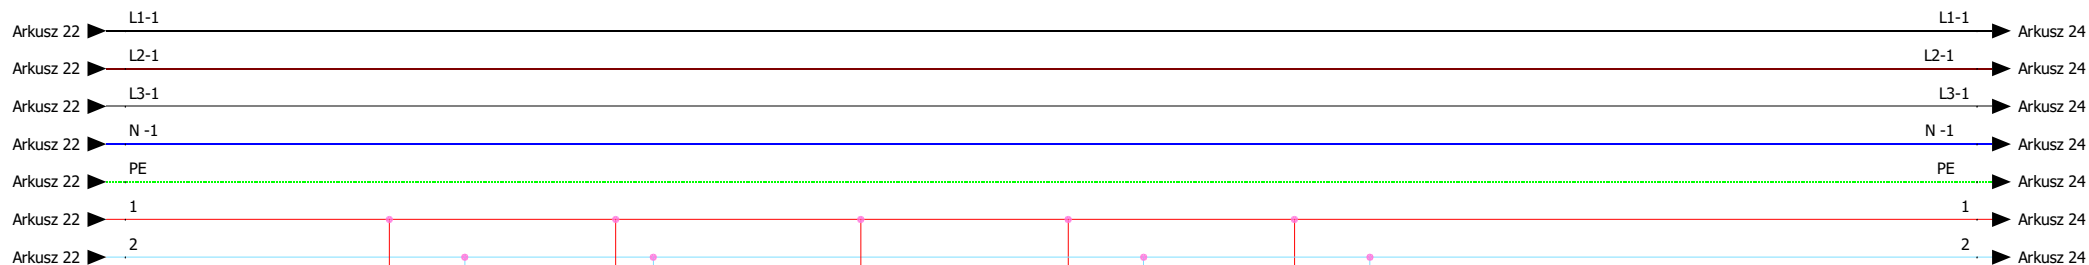 L1-1 L1-1
Arkusz 22 Arkusz 24
L2-1 L2-1
Arkusz 22 Arkusz 24
L3-1 L3-1
Arkusz 22 Arkusz 24
N -1 N -1
Arkusz 22 Arkusz 24
PE PE
Arkusz 22 Arkusz 24
1 1
Arkusz 22 Arkusz 24
2 2
Arkusz 22 Arkusz 24